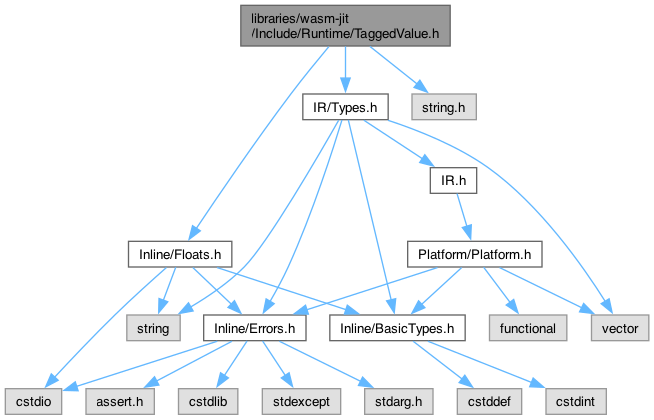 libraries/wasm-jit
/Include/Runtime/TaggedValue.h
IR/Types.h
string.h
IR.h
Inline/Floats.h
Platform/Platform.h
string
Inline/Errors.h
Inline/BasicTypes.h
functional
vector
cstdio
assert.h
cstdlib
stdexcept
stdarg.h
cstddef
cstdint